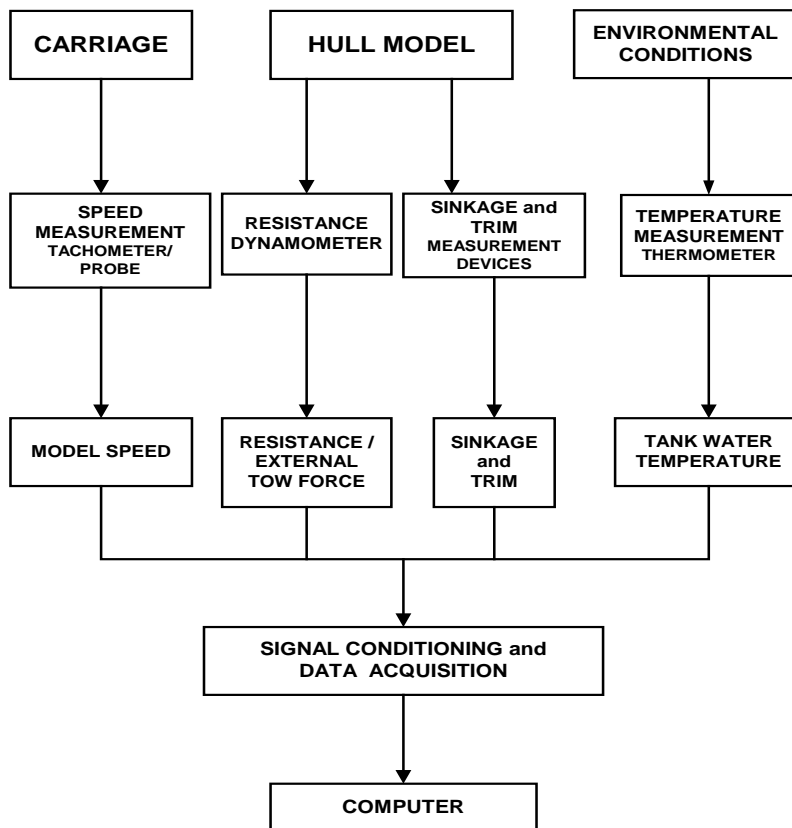 CARRIAGE
HULL MODEL
ENVIRONMENTAL
CONDITIONS
SPEED
MEASUREMENT
TACHOMETER/
PROBE
RESISTANCE
DYNAMOMETER
SINKAGE and
TRIM
MEASUREMENT
DEVICES
TEMPERATURE
MEASUREMENT
THERMOMETER
MODEL SPEED
RESISTANCE /
EXTERNAL
TOW FORCE
SINKAGE
and
TRIM
TANK WATER
TEMPERATURE
SIGNAL CONDITIONING and
DATA ACQUISITION
COMPUTER